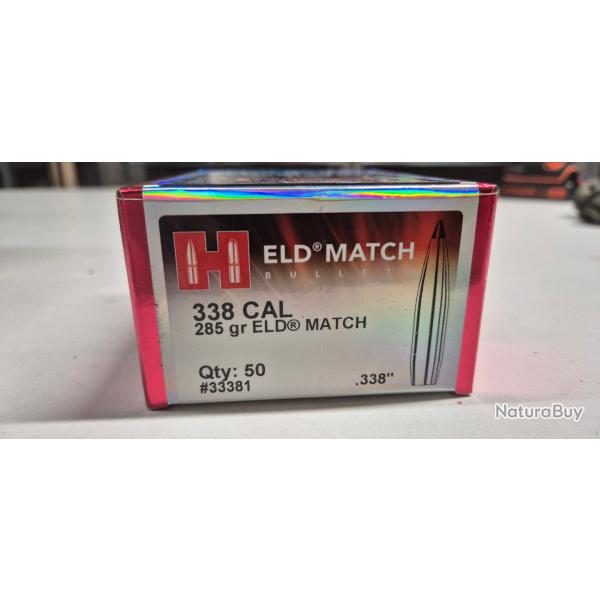 H
ELD® MATCH
BULLETS
338 CAL
285 gr ELD® MATCH
Qty: 50
#33381
.338"
NaturaBuy